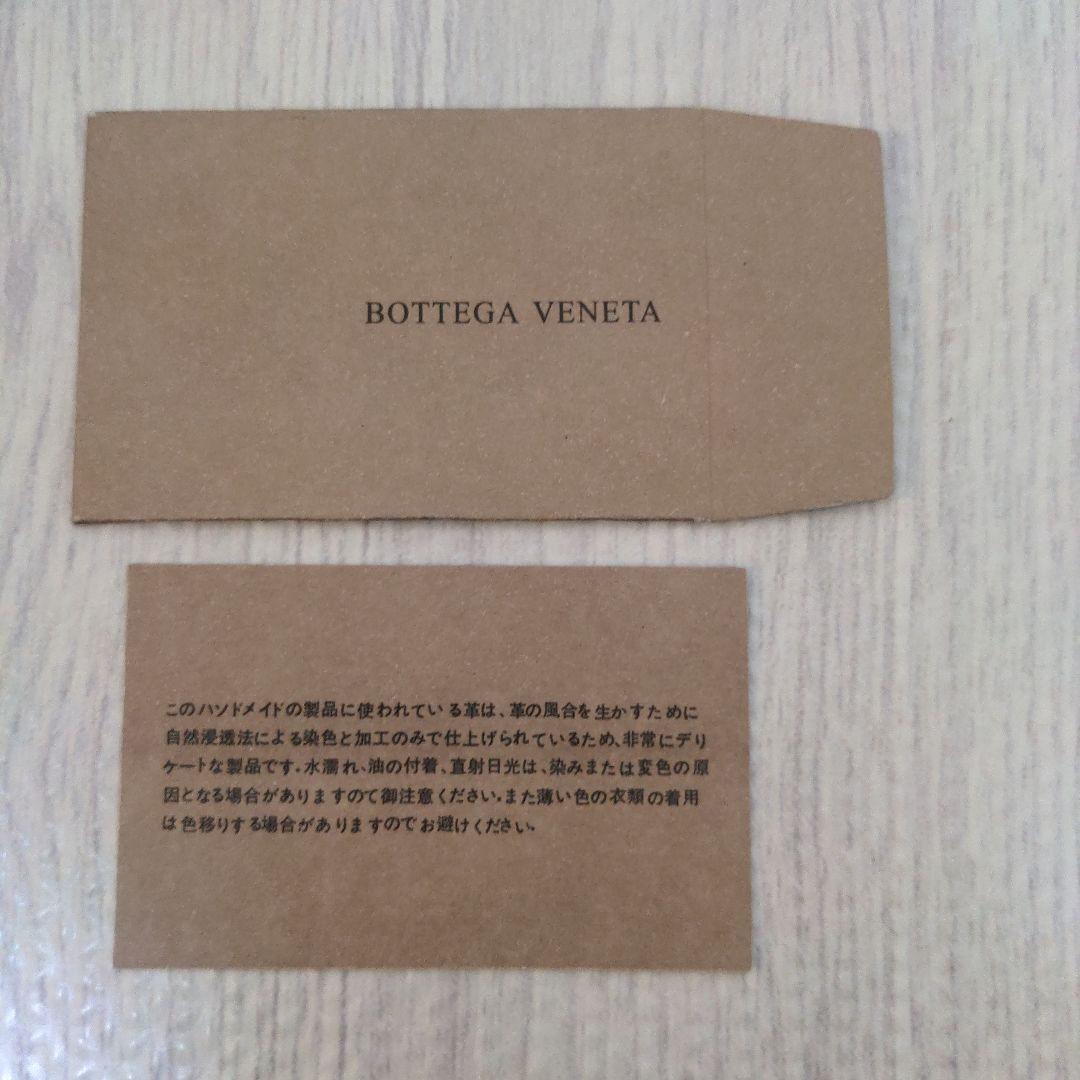 BOTTEGA VENETA
このハソドメイドの製品に使われている革は、革の風合を生かすために
自然浸透法による染色と加工のみで仕上げられているため、非常にデリ
ケートな製品です.水濡れ、油の付着、直射日光は、染みまたは変色の原
因となる場合がありますので御注意ください.また薄い色の衣類の着用
は色移りする場合がありますのでお避けください.